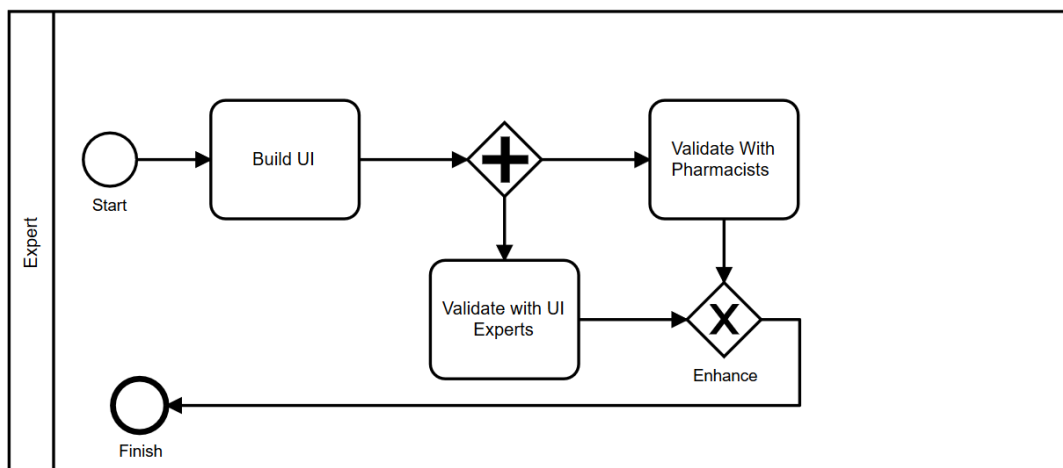 Expert
Start
Build UI
Validate With
Pharmacists
Validate with UI
Experts
Enhance
Finish